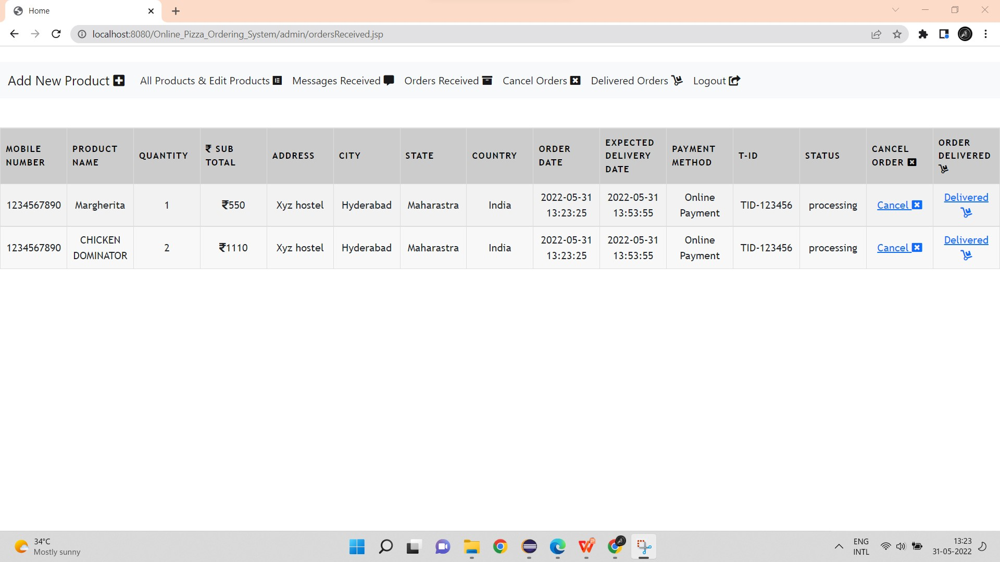 Home
localhost:8080/Online_Pizza_Ordering_System/admin/ordersReceived.jsp
Add New Product All Products & Edit Products Messages Received Orders Received Cancel Orders Delivered Orders Logout
MOBILE NUMBER PRODUCT NAME QUANTITY ₹ SUB TOTAL ADDRESS CITY STATE COUNTRY ORDER DATE EXPECTED DELIVERY DATE PAYMENT METHOD T-ID STATUS CANCEL ORDER ORDER DELIVERED
1234567890 Margherita 1 ₹550 Xyz hostel Hyderabad Maharastra India 2022-05-31 13:23:25 2022-05-31 13:53:55 Online Payment TID-123456 processing Cancel Delivered
1234567890 CHICKEN DOMINATOR 2 ₹1110 Xyz hostel Hyderabad Maharastra India 2022-05-31 13:23:25 2022-05-31 13:53:55 Online Payment TID-123456 processing Cancel Delivered
34°C
Mostly sunny
ENG
INTL
13:23
31-05-2022